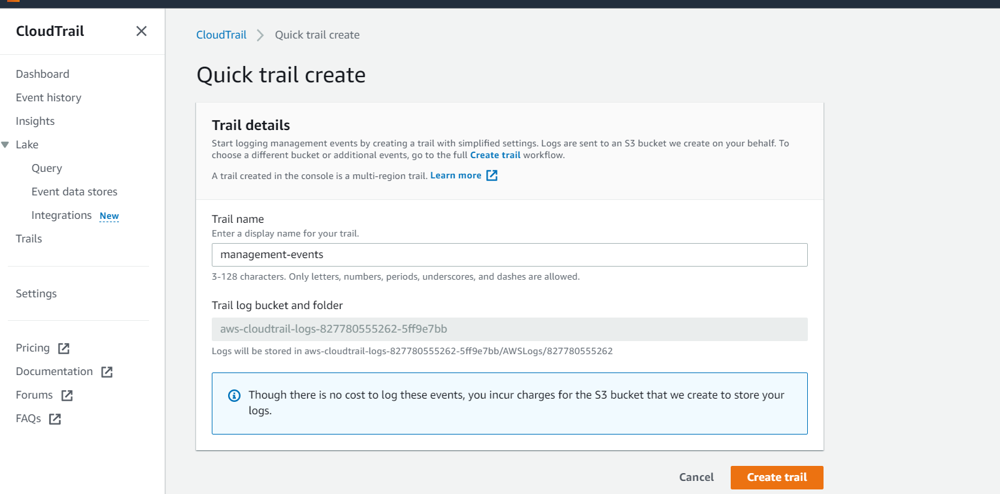 CloudTrail
Dashboard
Event history
Insights
Lake
Query
Event data stores
Integrations New
Trails
Settings
Pricing
Documentation
Forums
FAQs
CloudTrail
Quick trail create
Quick trail create
Trail details
Start logging management events by creating a trail with simplified settings. Logs are sent to an S3 bucket we create on your behalf. To
choose a different bucket or additional events, go to the full Create trail workflow.
A trail created in the console is a multi-region trail. Learn more
Trail name
Enter a display name for your trail.
management-events
3-128 characters. Only letters, numbers, periods, underscores, and dashes are allowed.
Trail log bucket and folder
aws-cloudtrail-logs-827780555262-5ff9e7bb
Logs will be stored in aws-cloudtrail-logs-827780555262-5ff9e7bb/AWSLogs/827780555262
Though there is no cost to log these events, you incur charges for the S3 bucket that we create to store your
logs.
Cancel
Create trail